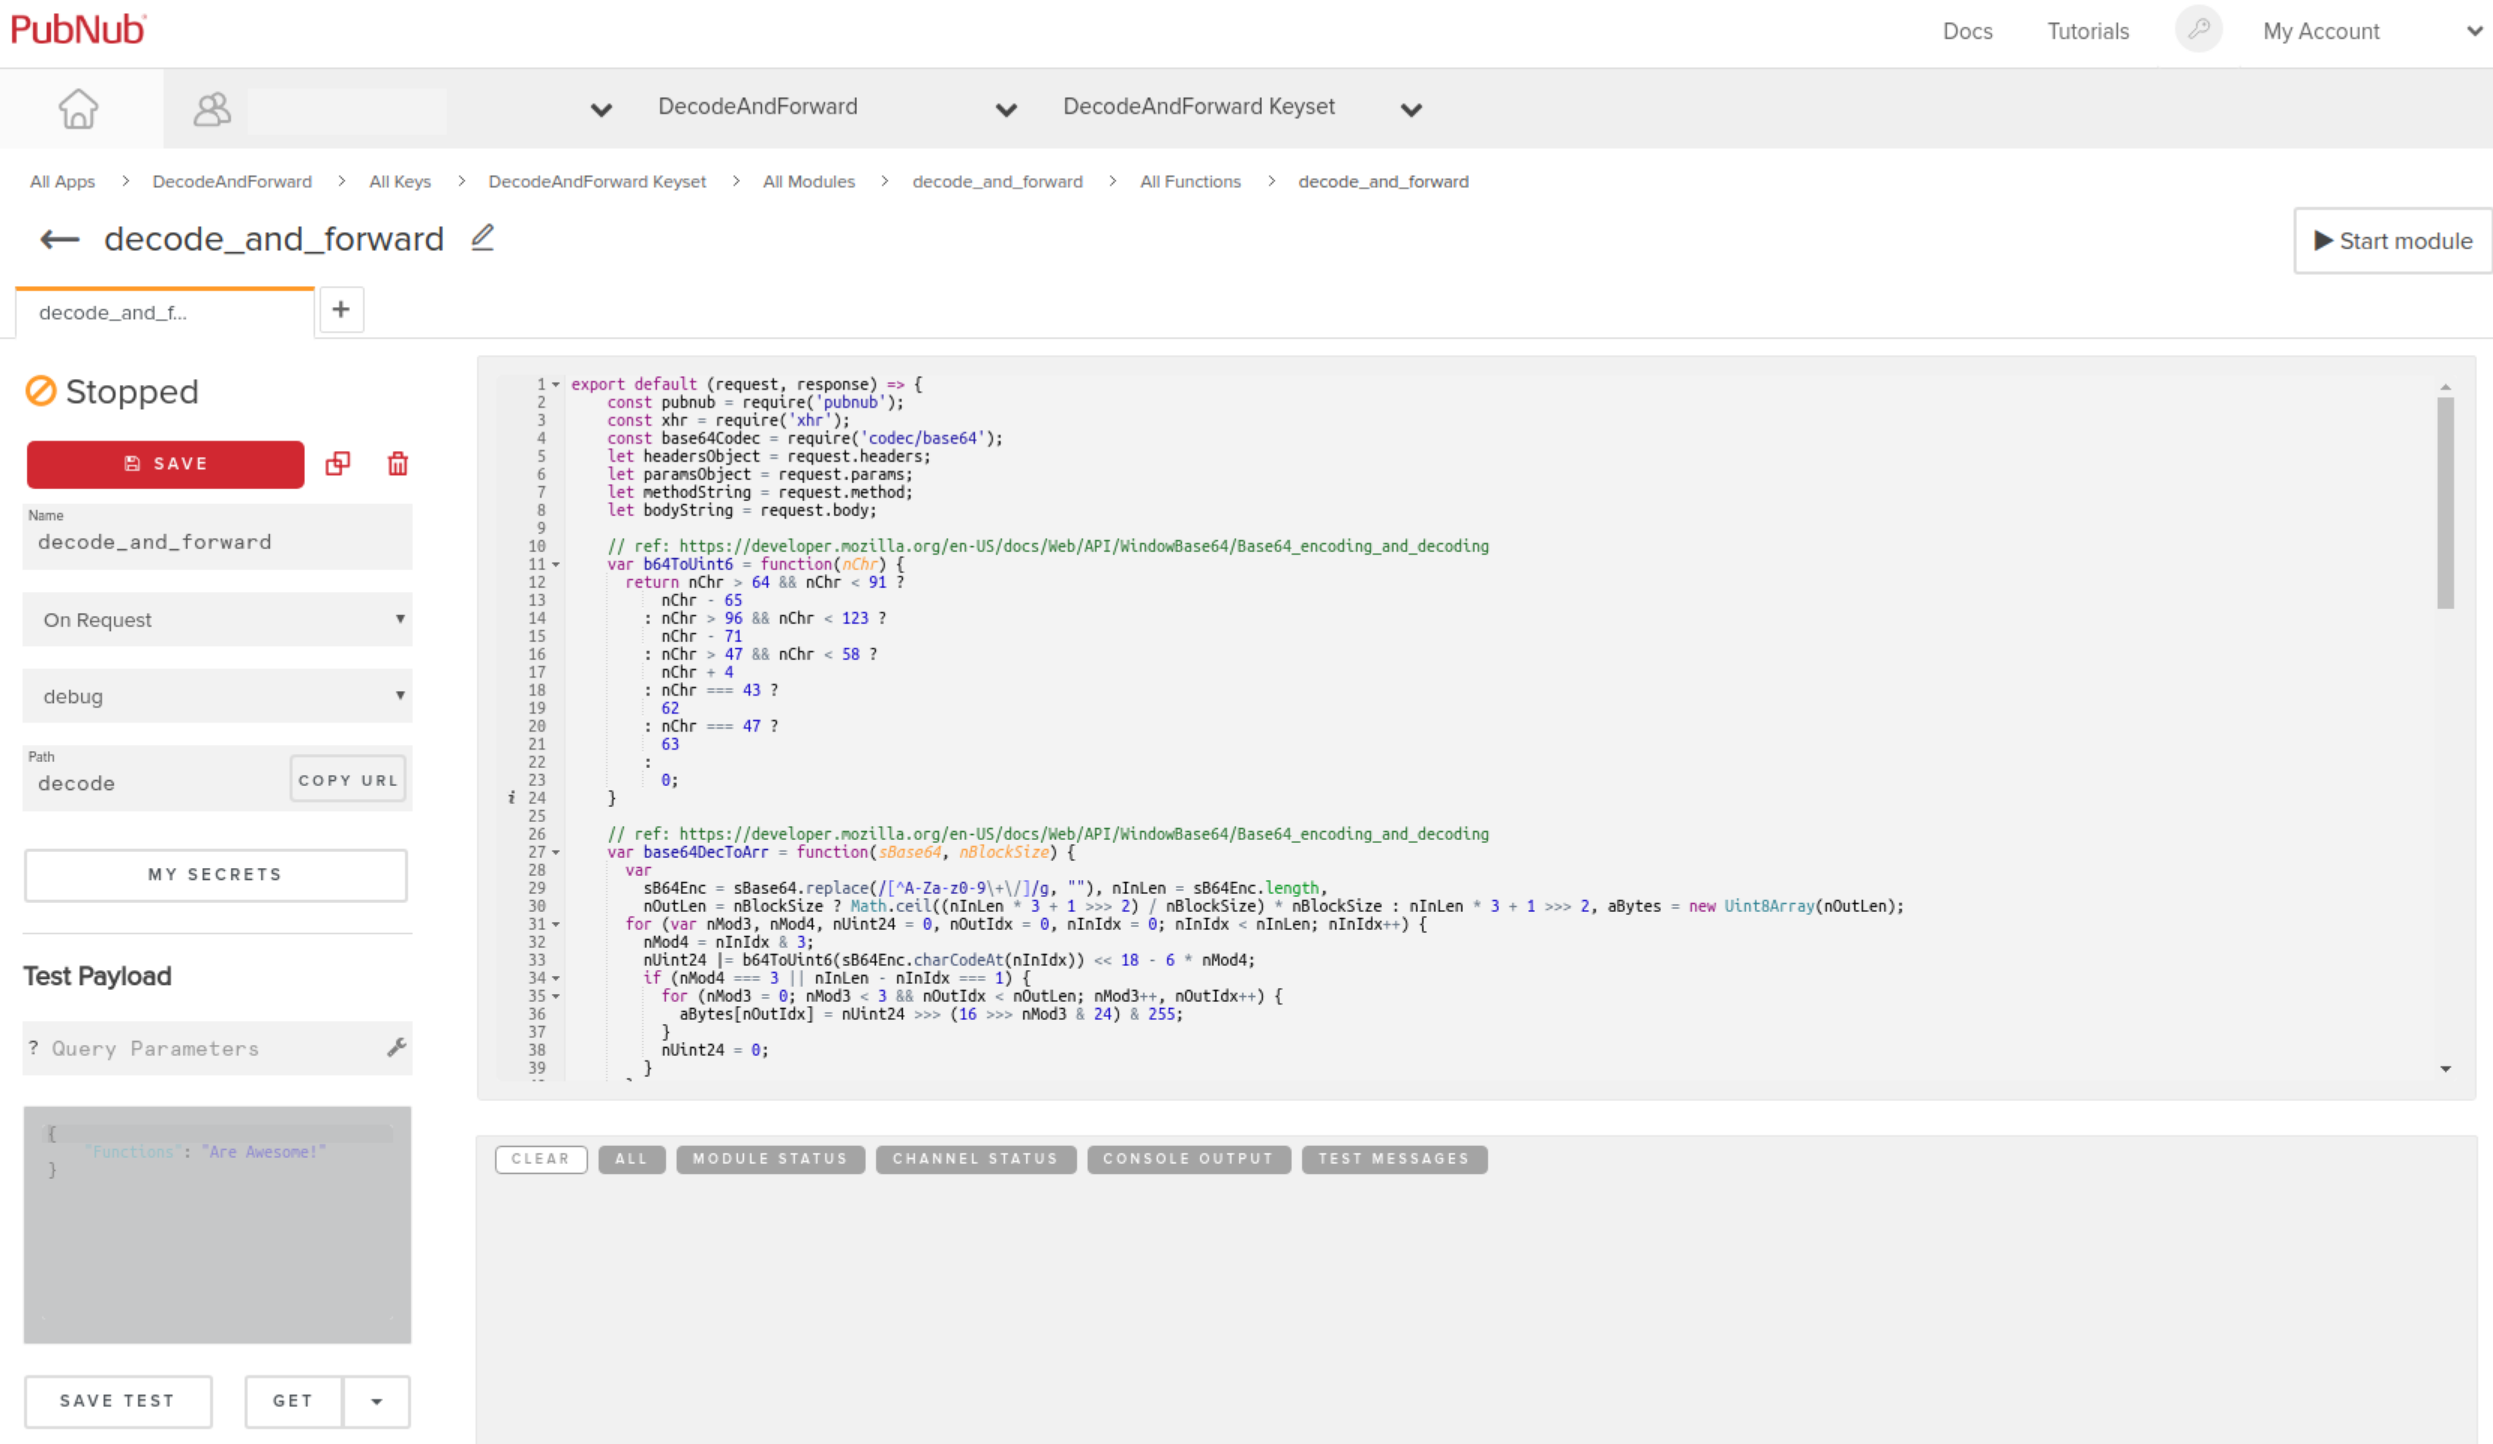 PubNub
Docs Tutorials My Account
DecodeAndForward DecodeAndForward Keyset
All Apps > DecodeAndForward > All Keys > DecodeAndForward Keyset > All Modules > decode_and_forward > All Functions > decode_and_forward
decode_and_forward
Start module
decode_and_f... +
Stopped
SAVE
Name
decode_and_forward
On Request
debug
Path
decode
COPY URL
MY SECRETS
Test Payload
? Query Parameters
{
"Functions": "Are Awesome!"
}
SAVE TEST GET
1 export default (request, response) => {
2 const pubnub = require('pubnub');
3 const xhr = require('xhr');
4 const base64Codec = require('codec/base64');
5 let headersObject = request.headers;
6 let paramsObject = request.params;
7 let methodString = request.method;
8 let bodyString = request.body;
9
10 // ref: https://developer.mozilla.org/en-US/docs/Web/API/WindowBase64/Base64_encoding_and_decoding
11 var b64ToUint6 = function(nChr) {
12 return nChr > 64 && nChr < 91 ?
13 nChr - 65
14 : nChr > 96 && nChr < 123 ?
15 nChr - 71
16 : nChr > 47 && nChr < 58 ?
17 nChr + 4
18 : nChr === 43 ?
19 62
20 : nChr === 47 ?
21 63
22 :
23 0;
i 24 }
25
26 // ref: https://developer.mozilla.org/en-US/docs/Web/API/WindowBase64/Base64_encoding_and_decoding
27 var base64DecToArr = function(sBase64, nBlockSize) {
28 var
29 sB64Enc = sBase64.replace(/[^A-Za-z0-9\+\/]/g, ""), nInLen = sB64Enc.length,
30 nOutLen = nBlockSize ? Math.ceil((nInLen * 3 + 1 >>> 2) / nBlockSize) * nBlockSize : nInLen * 3 + 1 >>> 2, aBytes = new Uint8Array(nOutLen);
31 for (var nMod3, nMod4, nUint24 = 0, nOutIdx = 0, nInIdx = 0; nInIdx < nInLen; nInIdx++) {
32 nMod4 = nInIdx & 3;
33 nUint24 |= b64ToUint6(sB64Enc.charCodeAt(nInIdx)) << 18 - 6 * nMod4;
34 if (nMod4 === 3 || nInLen - nInIdx === 1) {
35 for (nMod3 = 0; nMod3 < 3 && nOutIdx < nOutLen; nMod3++, nOutIdx++) {
36 aBytes[nOutIdx] = nUint24 >>> (16 >>> nMod3 & 24) & 255;
37 }
38 nUint24 = 0;
39 }
CLEAR ALL MODULE STATUS CHANNEL STATUS CONSOLE OUTPUT TEST MESSAGES